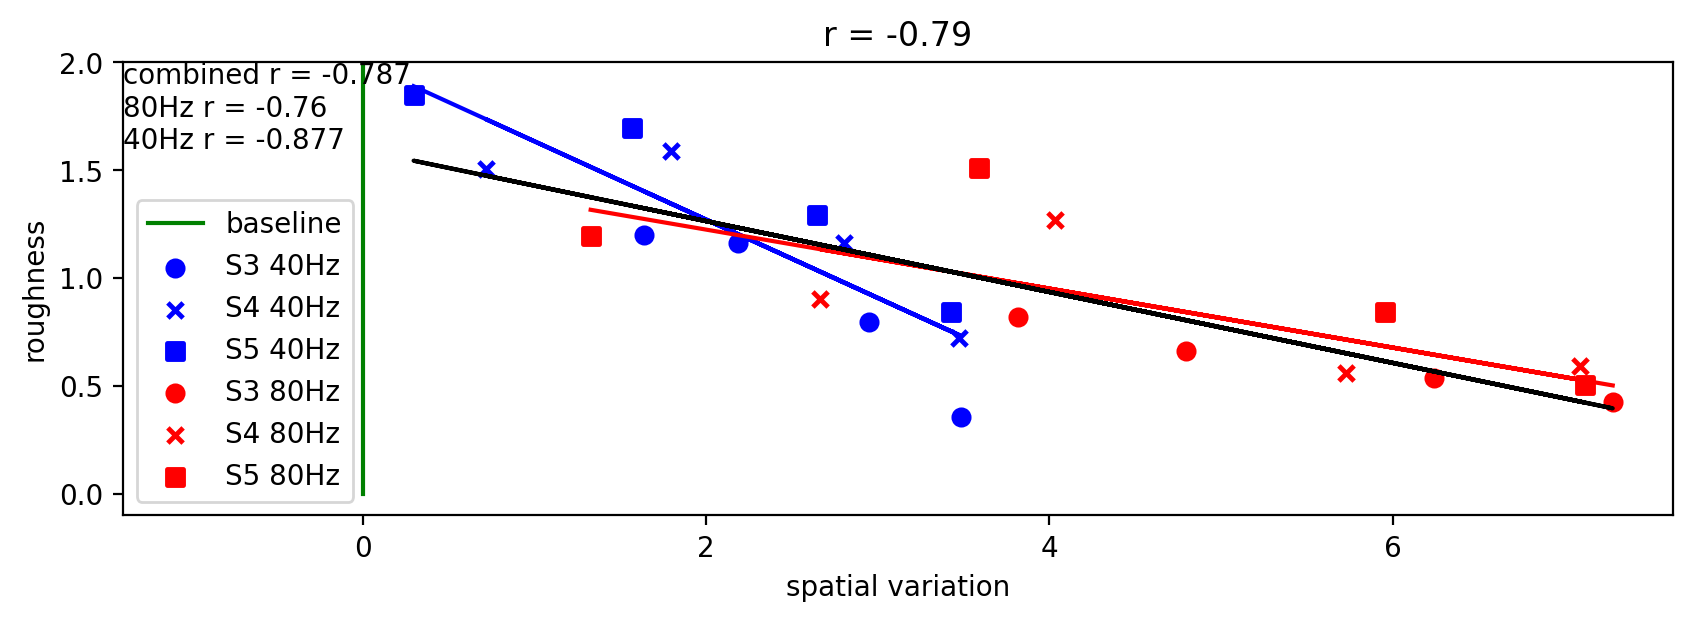 r = -0.79
combined r = -0.787
80Hz r = -0.76
40Hz r = -0.877
2.0
1.5
1.0
0.5
0.0
roughness
baseline
S3 40Hz
S4 40Hz
S5 40Hz
S3 80Hz
S4 80Hz
S5 80Hz
0 2 4 6
spatial variation